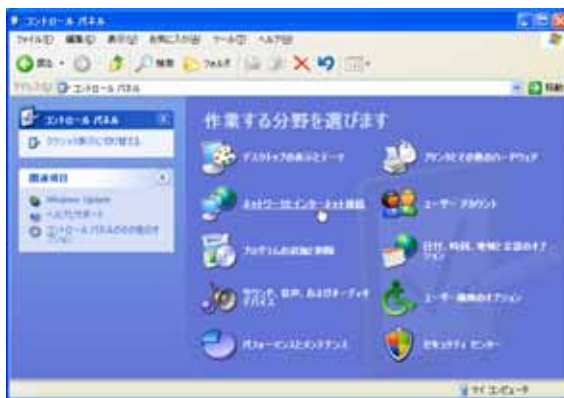 コントロール パネル
ファイル(F) 編集(E) 表示(V) お気に入り(A) ツール(T) ヘルプ(H)
戻る 検索 フォルダ
アドレス(D) コントロール パネル 移動
コントロール パネル
クラシック表示に切り替える
関連項目
Windows Update
ヘルプとサポート
コントロール パネルのその他のオプション
作業する分野を選びます
デスクトップの表示とテーマ
プリンタとその他のハードウェア
ネットワークとインターネット接続
ユーザー アカウント
プログラムの追加と削除
日付、時刻、地域と言語のオプション
サウンド、音声、およびオーディオ デバイス
ユーザー補助のオプション
パフォーマンスとメンテナンス
セキュリティ センター
マイ コンピュータ